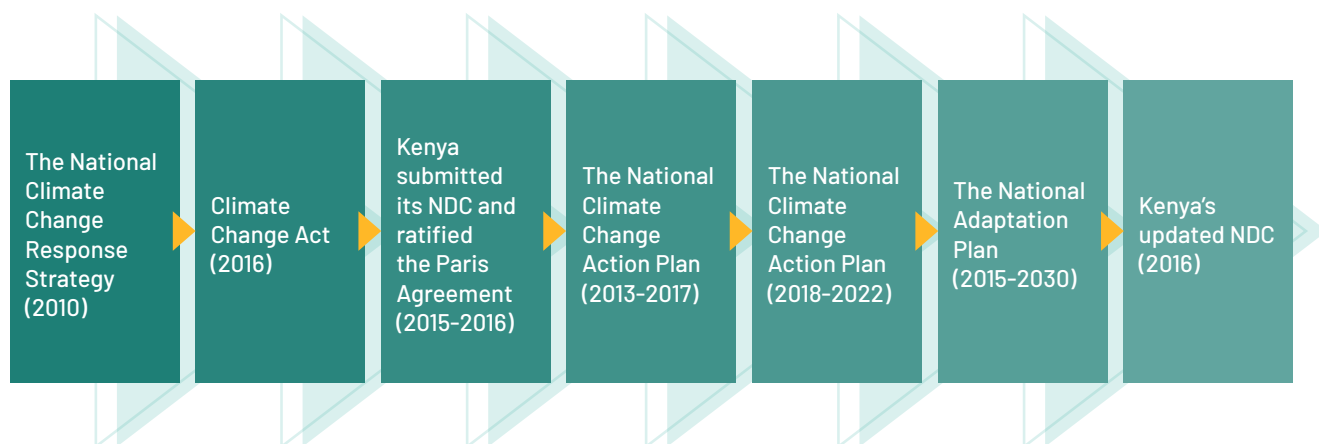 The National
Climate
Change
Response
Strategy
(2010)
Climate
Change Act
(2016)
Kenya
submitted
its NDC and
ratified
the Paris
Agreement
(2015-2016)
The National
Climate
Change
Action Plan
(2013-2017)
The National
Climate
Change
Action Plan
(2018-2022)
The National
Adaptation
Plan
(2015-2030)
Kenya's
updated NDC
(2016)